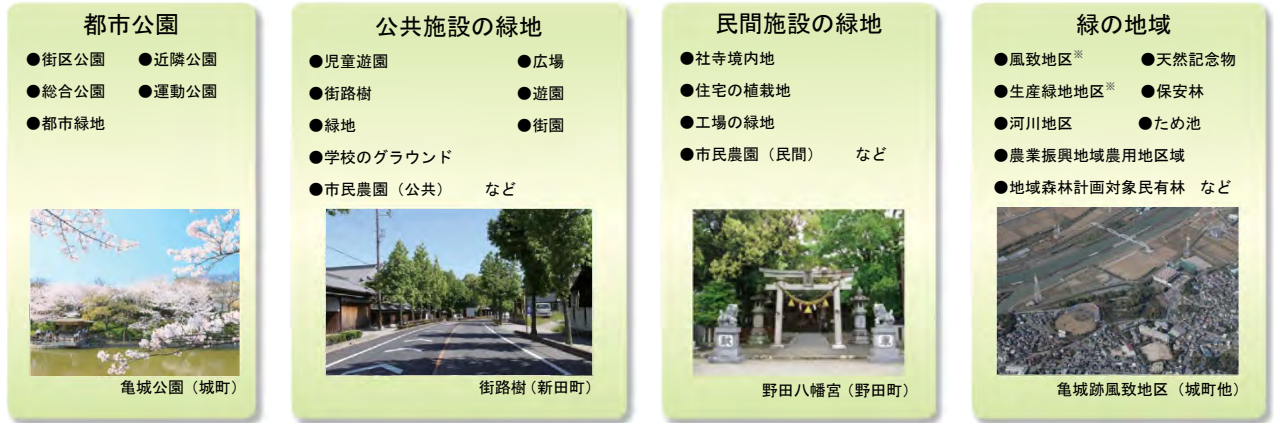 都市公園
●街区公園 ●近隣公園
●総合公園 ●運動公園
●都市緑地
亀城公園（城町）
公共施設の緑地
●児童遊園 ●広場
●街路樹 ●遊園
●緑地 ●街園
●学校のグラウンド
●市民農園（公共） など
街路樹（新田町）
民間施設の緑地
●社寺境内地
●住宅の植栽地
●工場の緑地
●市民農園（民間） など
野田八幡宮（野田町）
緑の地域
●風致地区※ ●天然記念物
●生産緑地地区※ ●保安林
●河川地区 ●ため池
●農業振興地域農用地区域
●地域森林計画対象民有林 など
亀城跡風致地区（城町他）